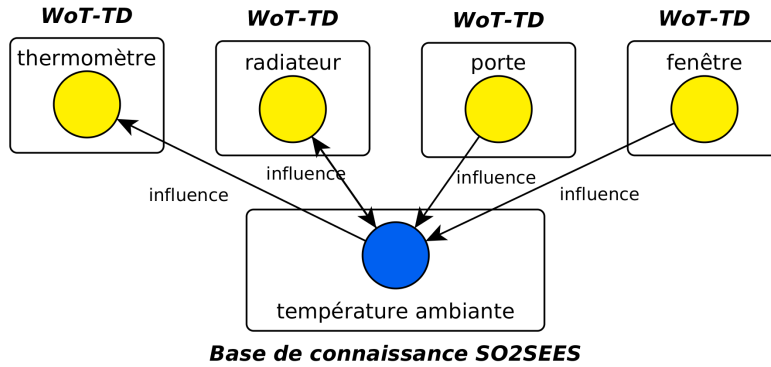 WoT-TD
WoT-TD
WoT-TD
WoT-TD
thermomètre
radiateur
porte
fenêtre
influence
influence
influence
influence
température ambiante
Base de connaissance SO2SEES